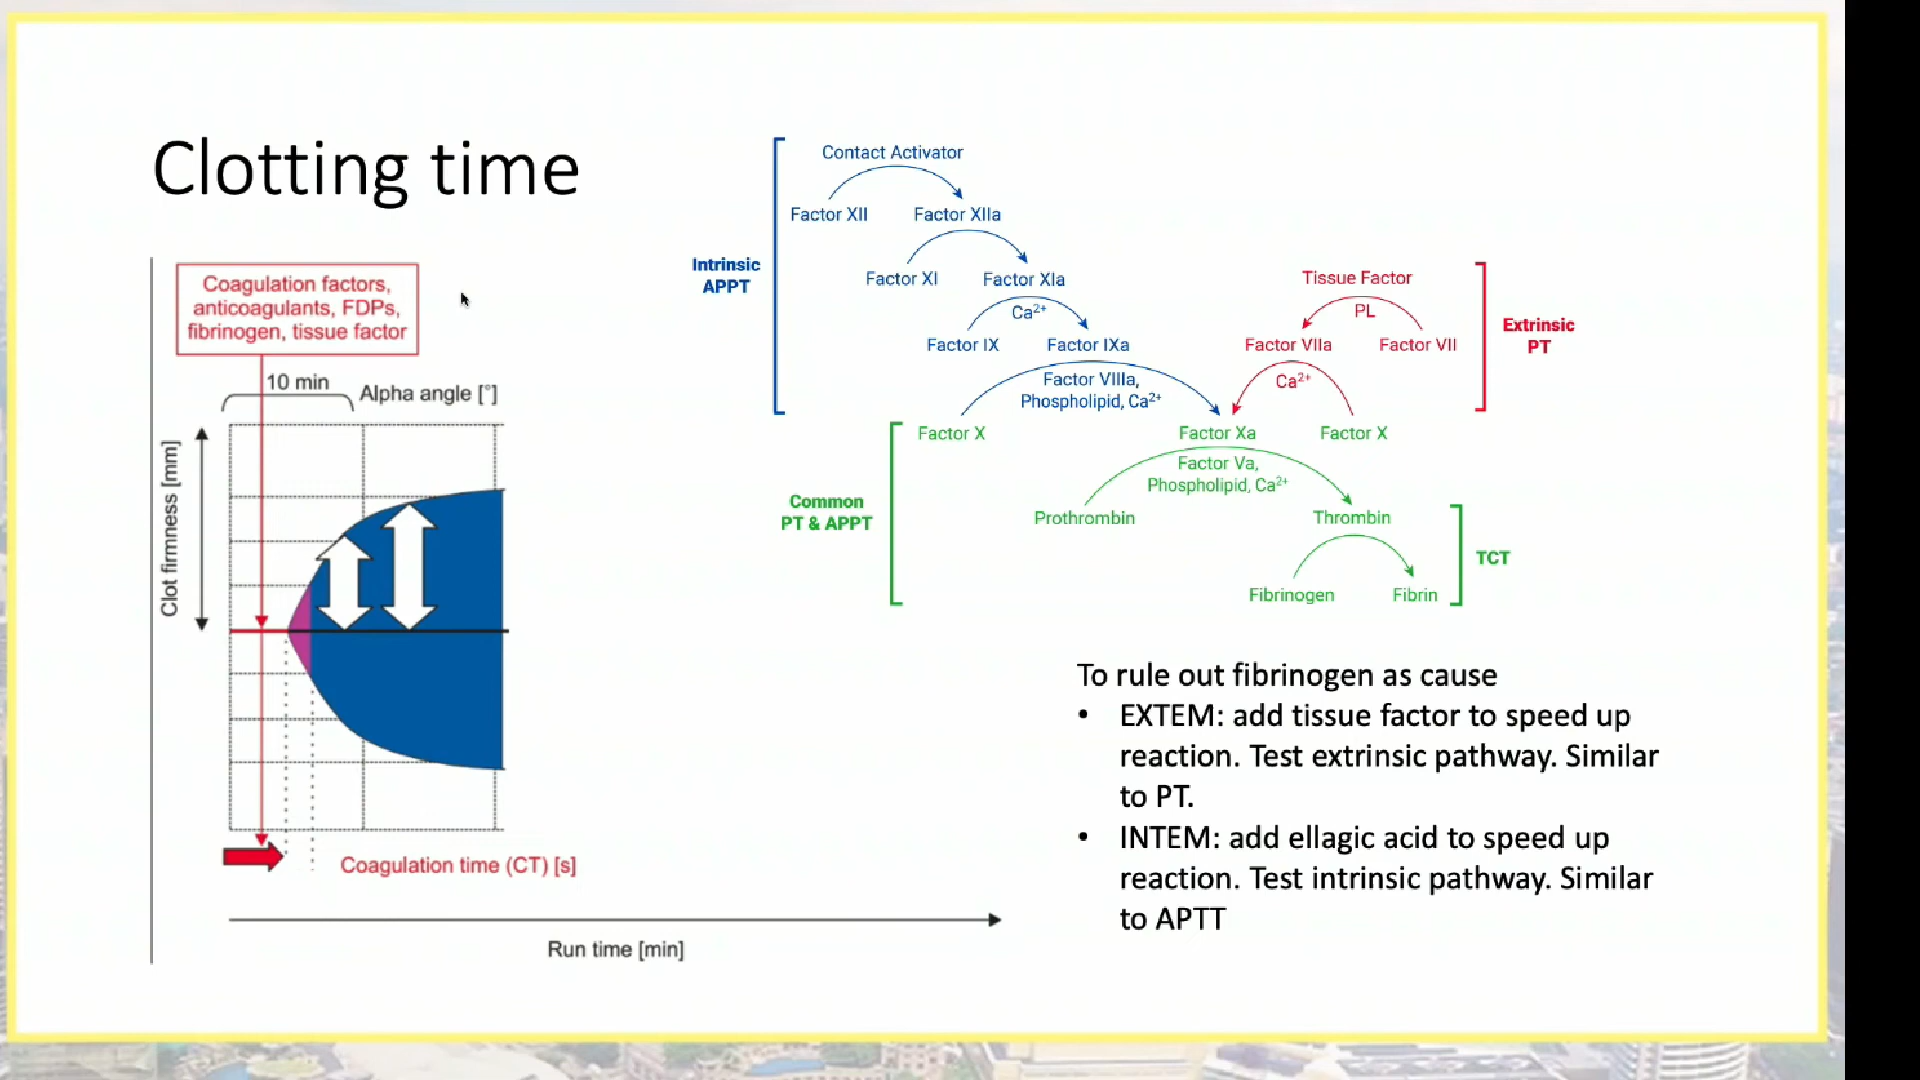 Clotting time
Coagulation factors,
anticoagulants, FDPs,
fibrinogen, tissue factor
10 min
Alpha angle [°]
Clot firmness [mm]
Coagulation time (CT) [s]
Run time [min]
Contact Activator
Factor XII Factor XIIa
Intrinsic
APPT
Factor XI Factor XIa
Ca²⁺
Factor IX Factor IXa
Factor VIIIa,
Phospholipid, Ca²⁺
Tissue Factor
PL
Factor VIIa Factor VII
Ca²⁺
Extrinsic
PT
Factor X Factor Xa Factor X
Factor Va,
Phospholipid, Ca²⁺
Common
PT & APPT
Prothrombin Thrombin
TCT
Fibrinogen Fibrin
To rule out fibrinogen as cause
• EXTEM: add tissue factor to speed up
reaction. Test extrinsic pathway. Similar
to PT.
• INTEM: add ellagic acid to speed up
reaction. Test intrinsic pathway. Similar
to APTT